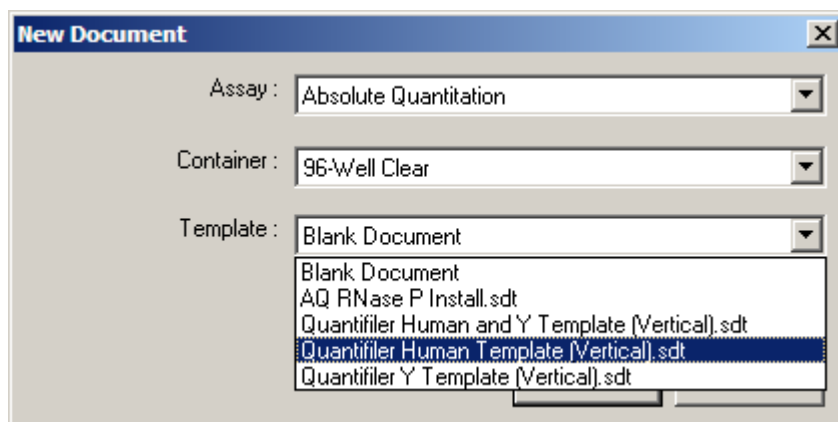 New Document
Assay : Absolute Quantitation
Container : 96-Well Clear
Template : Blank Document
Blank Document
AQ RNase P Install.sdt
Quantifiler Human and Y Template (Vertical).sdt
Quantifiler Human Template (Vertical).sdt
Quantifiler Y Template (Vertical).sdt